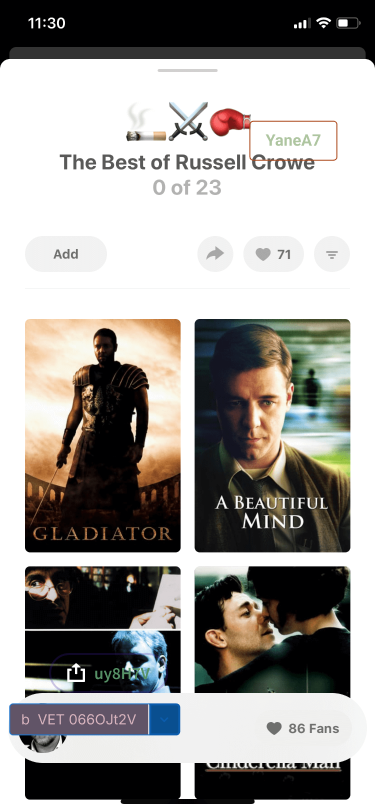 11:30
YaneA7
The Best of Russell Crowe
0 of 23
Add
71
GLADIATOR
A BEAUTIFUL
MIND
b VET 066OJt2V
86 Fans
Cinderella Man